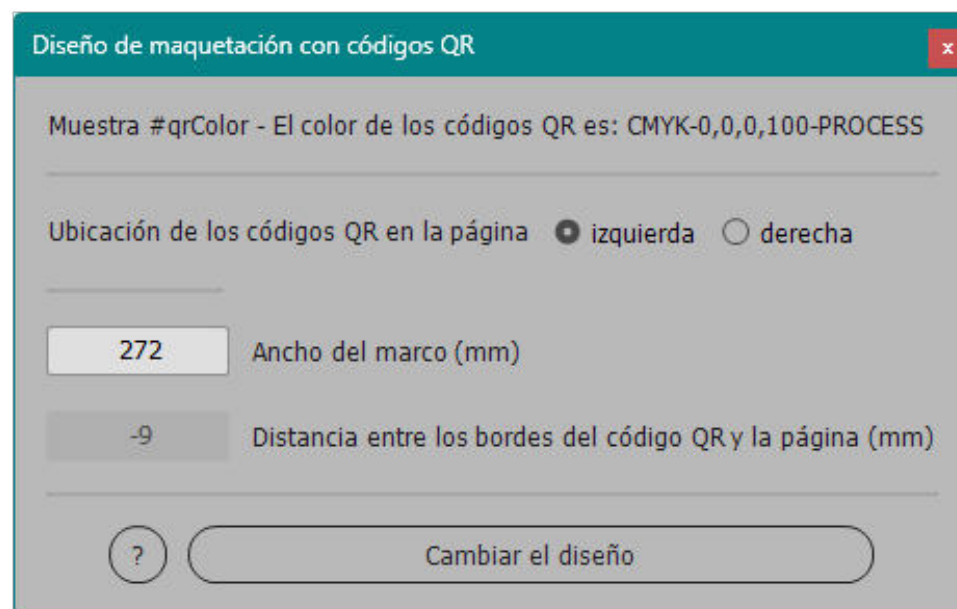 Diseño de maquetación con códigos QR
x
Muestra #qrColor - El color de los códigos QR es: CMYK-0,0,0,100-PROCESS
Ubicación de los códigos QR en la página izquierda derecha
272 Ancho del marco (mm)
-9 Distancia entre los bordes del código QR y la página (mm)
? Cambiar el diseño